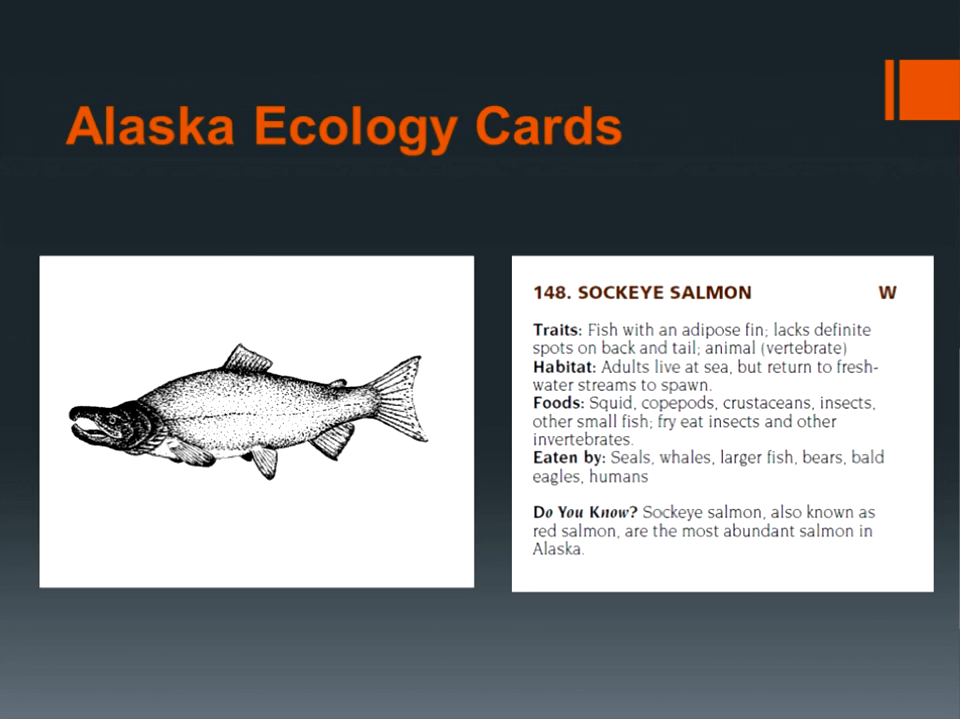 Alaska Ecology Cards
148. SOCKEYE SALMON W
Traits: Fish with an adipose fin; lacks definite
spots on back and tail; animal (vertebrate)
Habitat: Adults live at sea, but return to fresh-
water streams to spawn.
Foods: Squid, copepods, crustaceans, insects,
other small fish; fry eat insects and other
invertebrates.
Eaten by: Seals, whales, larger fish, bears, bald
eagles, humans
Do You Know? Sockeye salmon, also known as
red salmon, are the most abundant salmon in
Alaska.